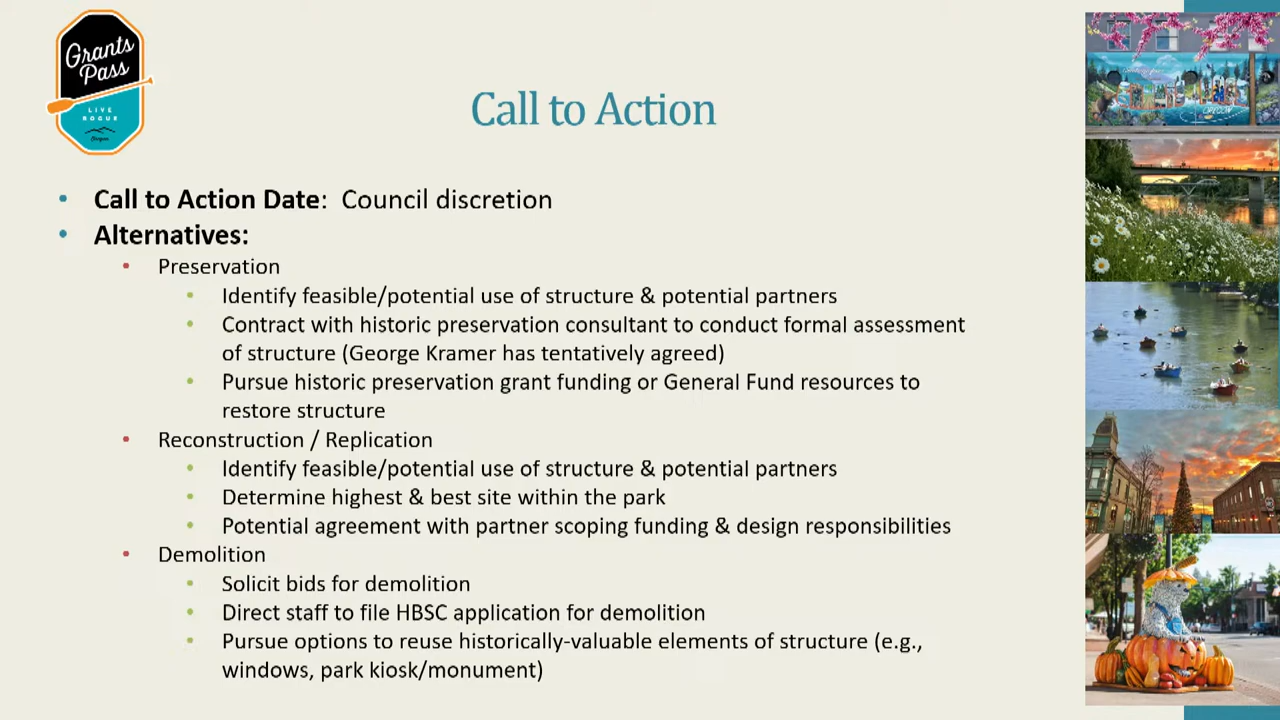 Grants
Pass
LIVE
ROGUE
Oregon
Call to Action
• Call to Action Date: Council discretion
• Alternatives:
• Preservation
• Identify feasible/potential use of structure & potential partners
• Contract with historic preservation consultant to conduct formal assessment
of structure (George Kramer has tentatively agreed)
• Pursue historic preservation grant funding or General Fund resources to
restore structure
• Reconstruction / Replication
• Identify feasible/potential use of structure & potential partners
• Determine highest & best site within the park
• Potential agreement with partner scoping funding & design responsibilities
• Demolition
• Solicit bids for demolition
• Direct staff to file HBSC application for demolition
• Pursue options to reuse historically-valuable elements of structure (e.g.,
windows, park kiosk/monument)